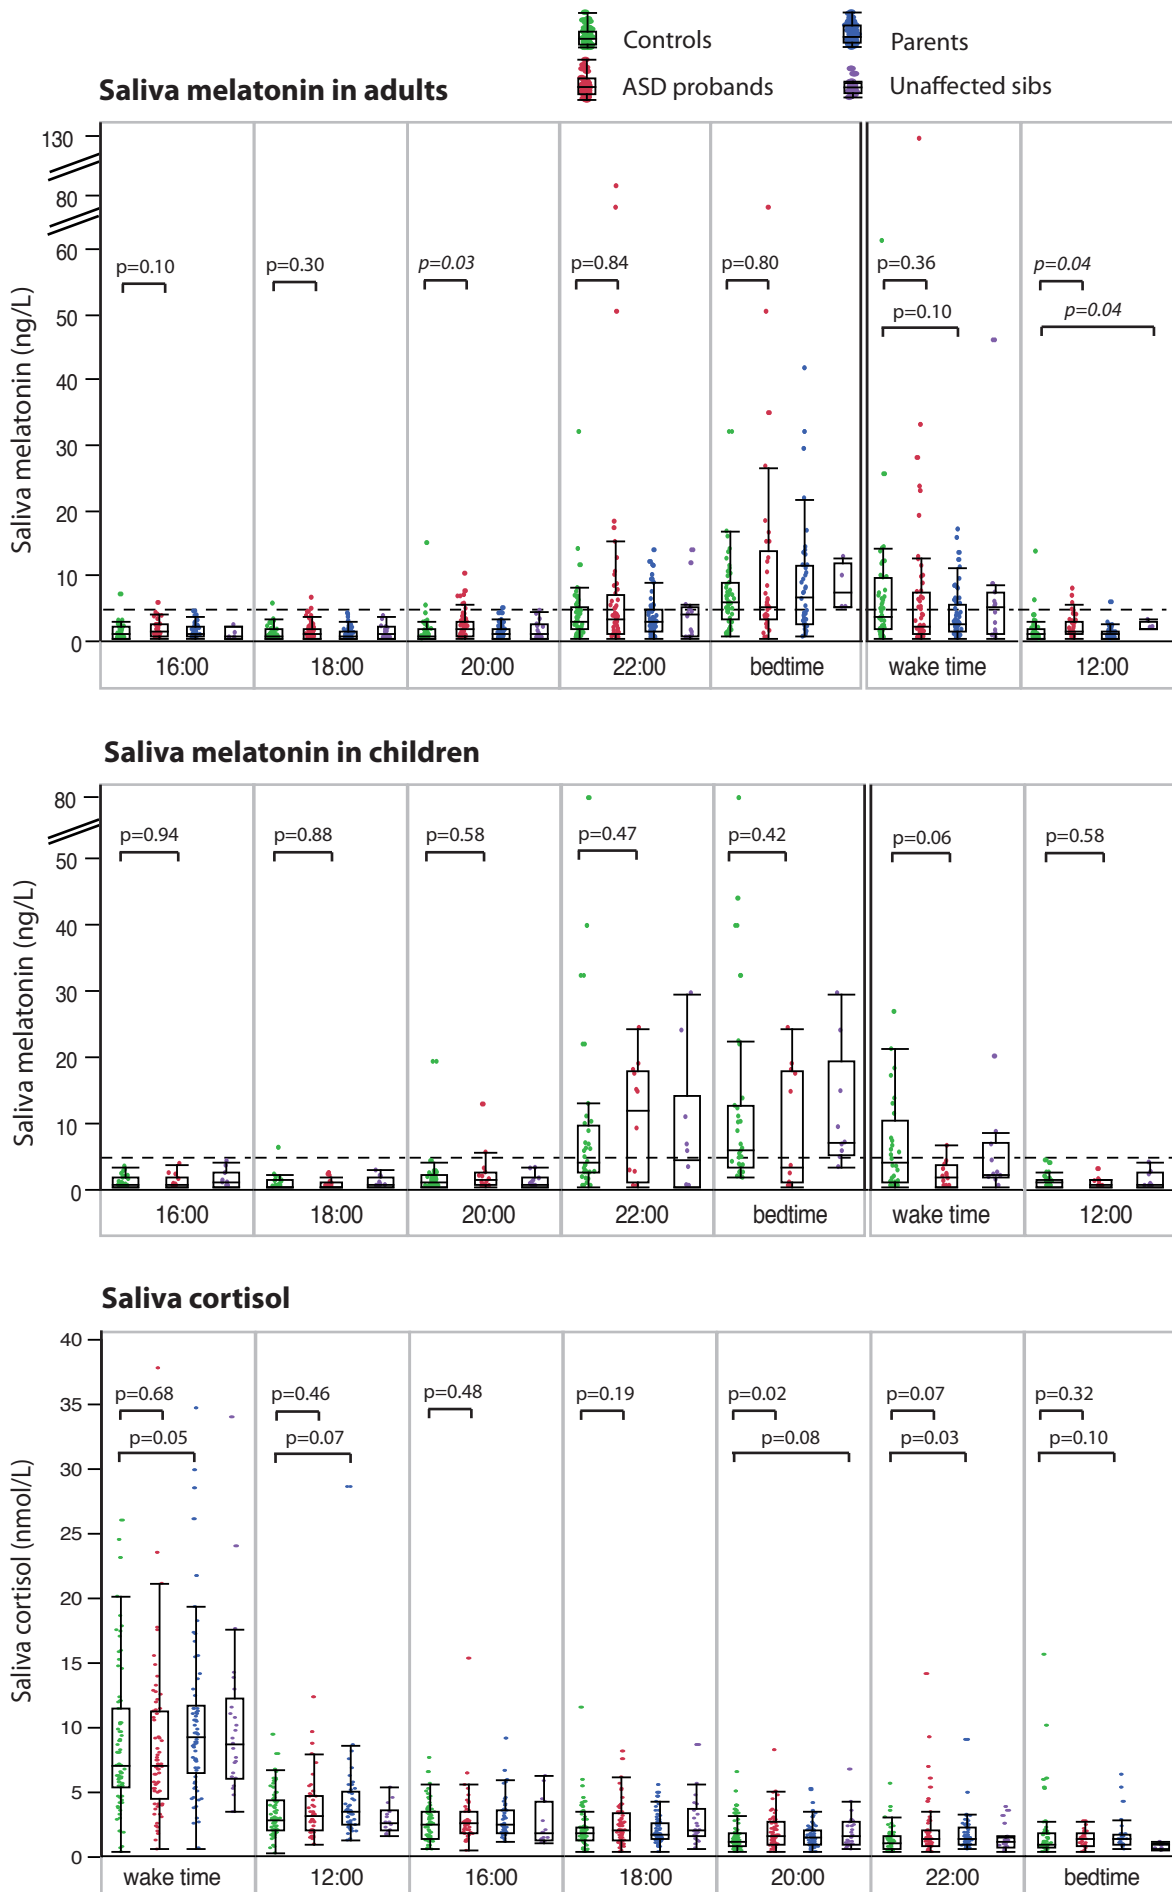 Controls
Parents
ASD probands
Unaffected sibs
Saliva melatonin in adults
Saliva melatonin (ng/L)
130
80
60
50
40
30
20
10
0
p=0.10
p=0.30
p=0.03
p=0.84
p=0.80
p=0.36
p=0.10
p=0.04
p=0.04
16:00
18:00
20:00
22:00
bedtime
wake time
12:00
Saliva melatonin in children
Saliva melatonin (ng/L)
80
50
40
30
20
10
0
p=0.94
p=0.88
p=0.58
p=0.47
p=0.42
p=0.06
p=0.58
16:00
18:00
20:00
22:00
bedtime
wake time
12:00
Saliva cortisol
Saliva cortisol (nmol/L)
40
35
30
25
20
15
10
5
0
p=0.68
p=0.05
p=0.46
p=0.07
p=0.48
p=0.19
p=0.02
p=0.08
p=0.07
p=0.03
p=0.32
p=0.10
wake time
12:00
16:00
18:00
20:00
22:00
bedtime